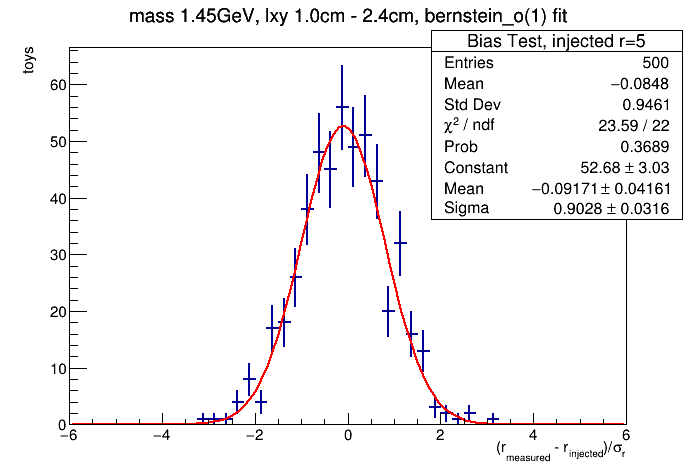 mass 1.45GeV, lxy 1.0cm - 2.4cm, bernstein_o(1) fit
Bias Test, injected r=5
Entries 500
Mean −0.0848
Std Dev 0.9461
χ² / ndf 23.59 / 22
Prob 0.3689
Constant 52.68 ± 3.03
Mean −0.09171 ± 0.04161
Sigma 0.9028 ± 0.0316
toys
60
50
40
30
20
10
0
−6 −4 −2 0 2 4 6
(r_measured - r_injected)/σ_r